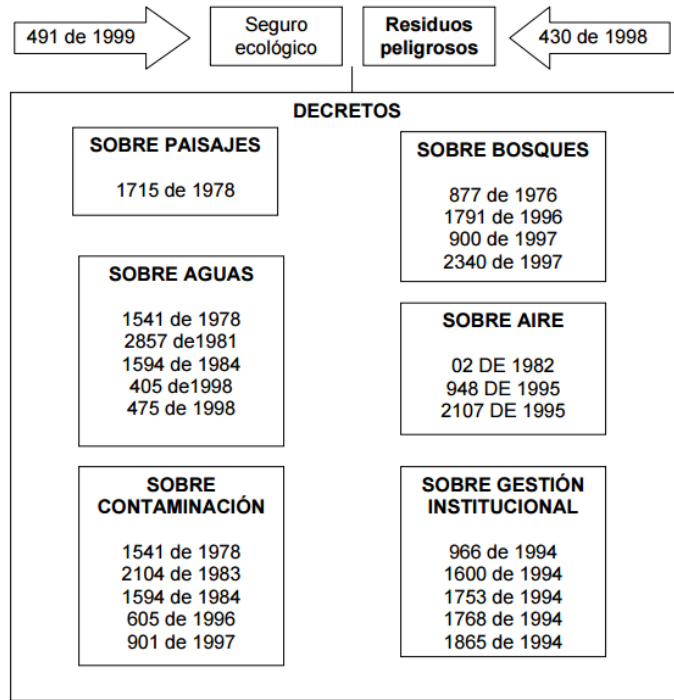 491 de 1999
Seguro
ecológico
Residuos
peligrosos
430 de 1998
DECRETOS
SOBRE PAISAJES
1715 de 1978
SOBRE BOSQUES
877 de 1976
1791 de 1996
900 de 1997
2340 de 1997
SOBRE AGUAS
1541 de 1978
2857 de1981
1594 de 1984
405 de1998
475 de 1998
SOBRE AIRE
02 DE 1982
948 DE 1995
2107 DE 1995
SOBRE
CONTAMINACIÓN
1541 de 1978
2104 de 1983
1594 de 1984
605 de 1996
901 de 1997
SOBRE GESTIÓN
INSTITUCIONAL
966 de 1994
1600 de 1994
1753 de 1994
1768 de 1994
1865 de 1994